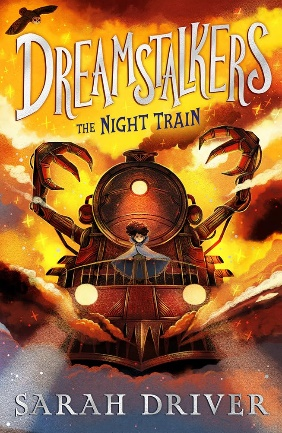 DREAMSTALKERS
THE NIGHT TRAIN
SARAH DRIVER